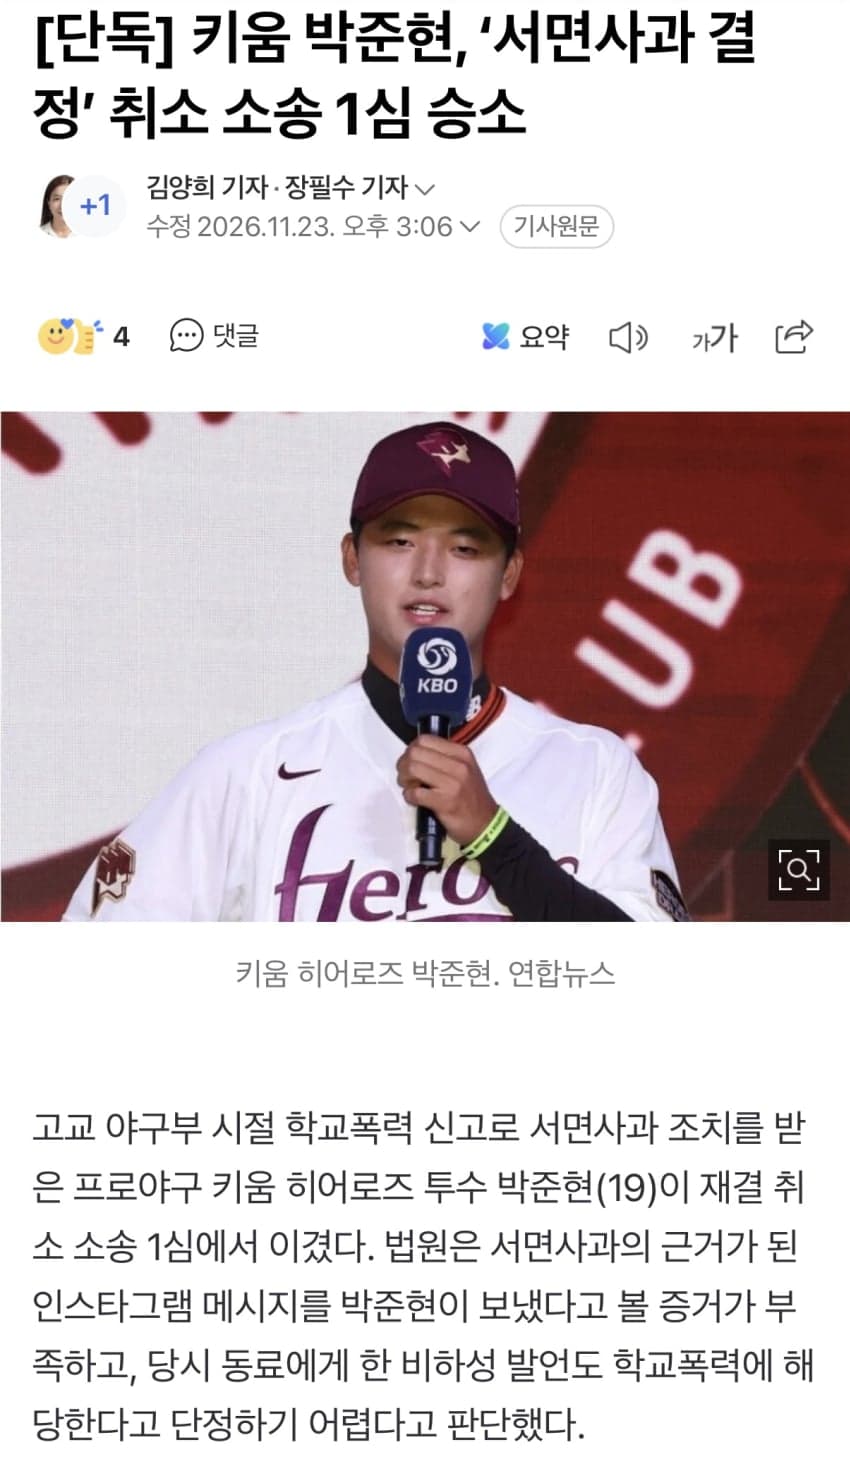 [단독] 키움 박준현, ‘서면사과 결
정’ 취소 소송 1심 승소
+1
김양희 기자 · 장필수 기자
수정 2026.11.23. 오후 3:06
기사원문
4
댓글
요약
가가
UB
KBO
hero
키움 히어로즈 박준현. 연합뉴스
고교 야구부 시절 학교폭력 신고로 서면사과 조치를 받
은 프로야구 키움 히어로즈 투수 박준현(19)이 재결 취
소 소송 1심에서 이겼다. 법원은 서면사과의 근거가 된
인스타그램 메시지를 박준현이 보냈다고 볼 증거가 부
족하고, 당시 동료에게 한 비하성 발언도 학교폭력에 해
당한다고 단정하기 어렵다고 판단했다.